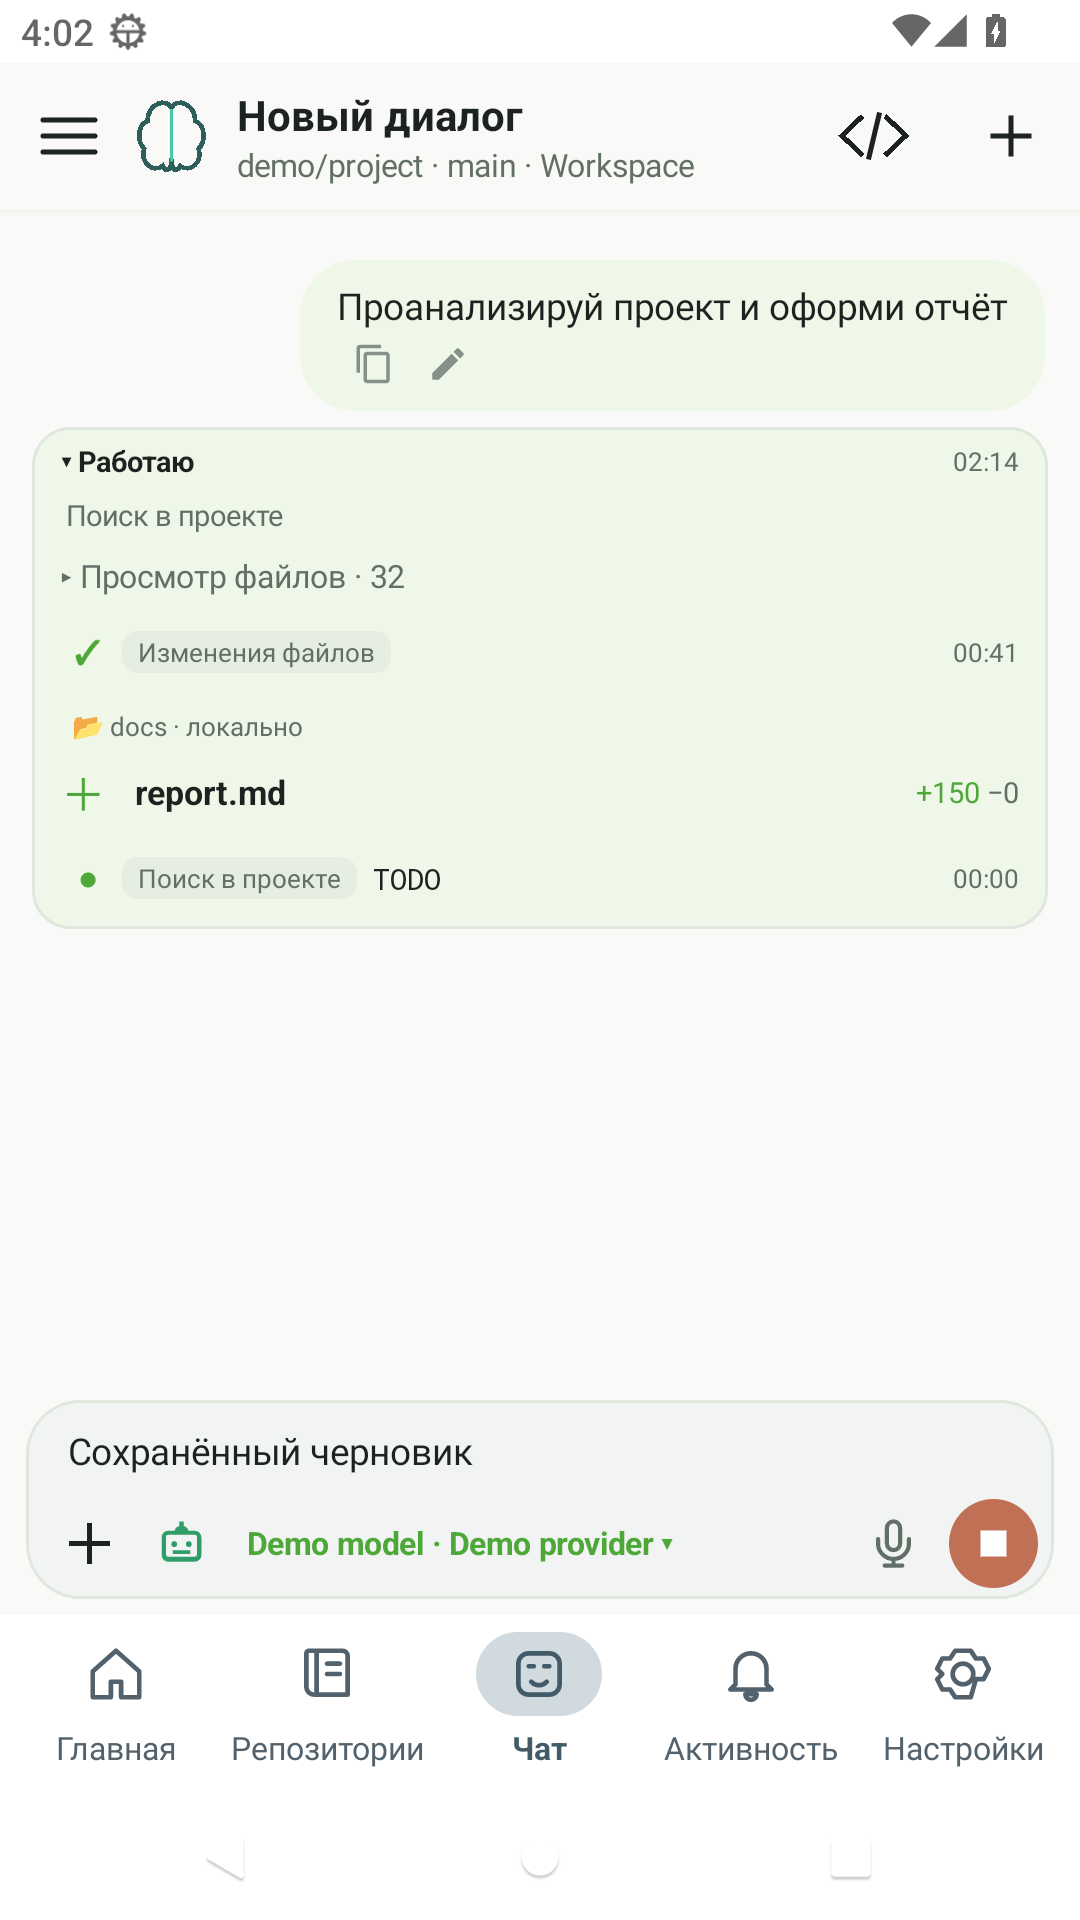 4:02
Новый диалог
demo/project · main · Workspace
Проанализируй проект и оформи отчёт
▾ Работаю 02:14
Поиск в проекте
▸ Просмотр файлов · 32
✓ Изменения файлов 00:41
📂 docs · локально
+ report.md +150 −0
● Поиск в проекте TODO 00:00
Сохранённый черновик
Demo model · Demo provider ▾
Главная Репозитории Чат Активность Настройки